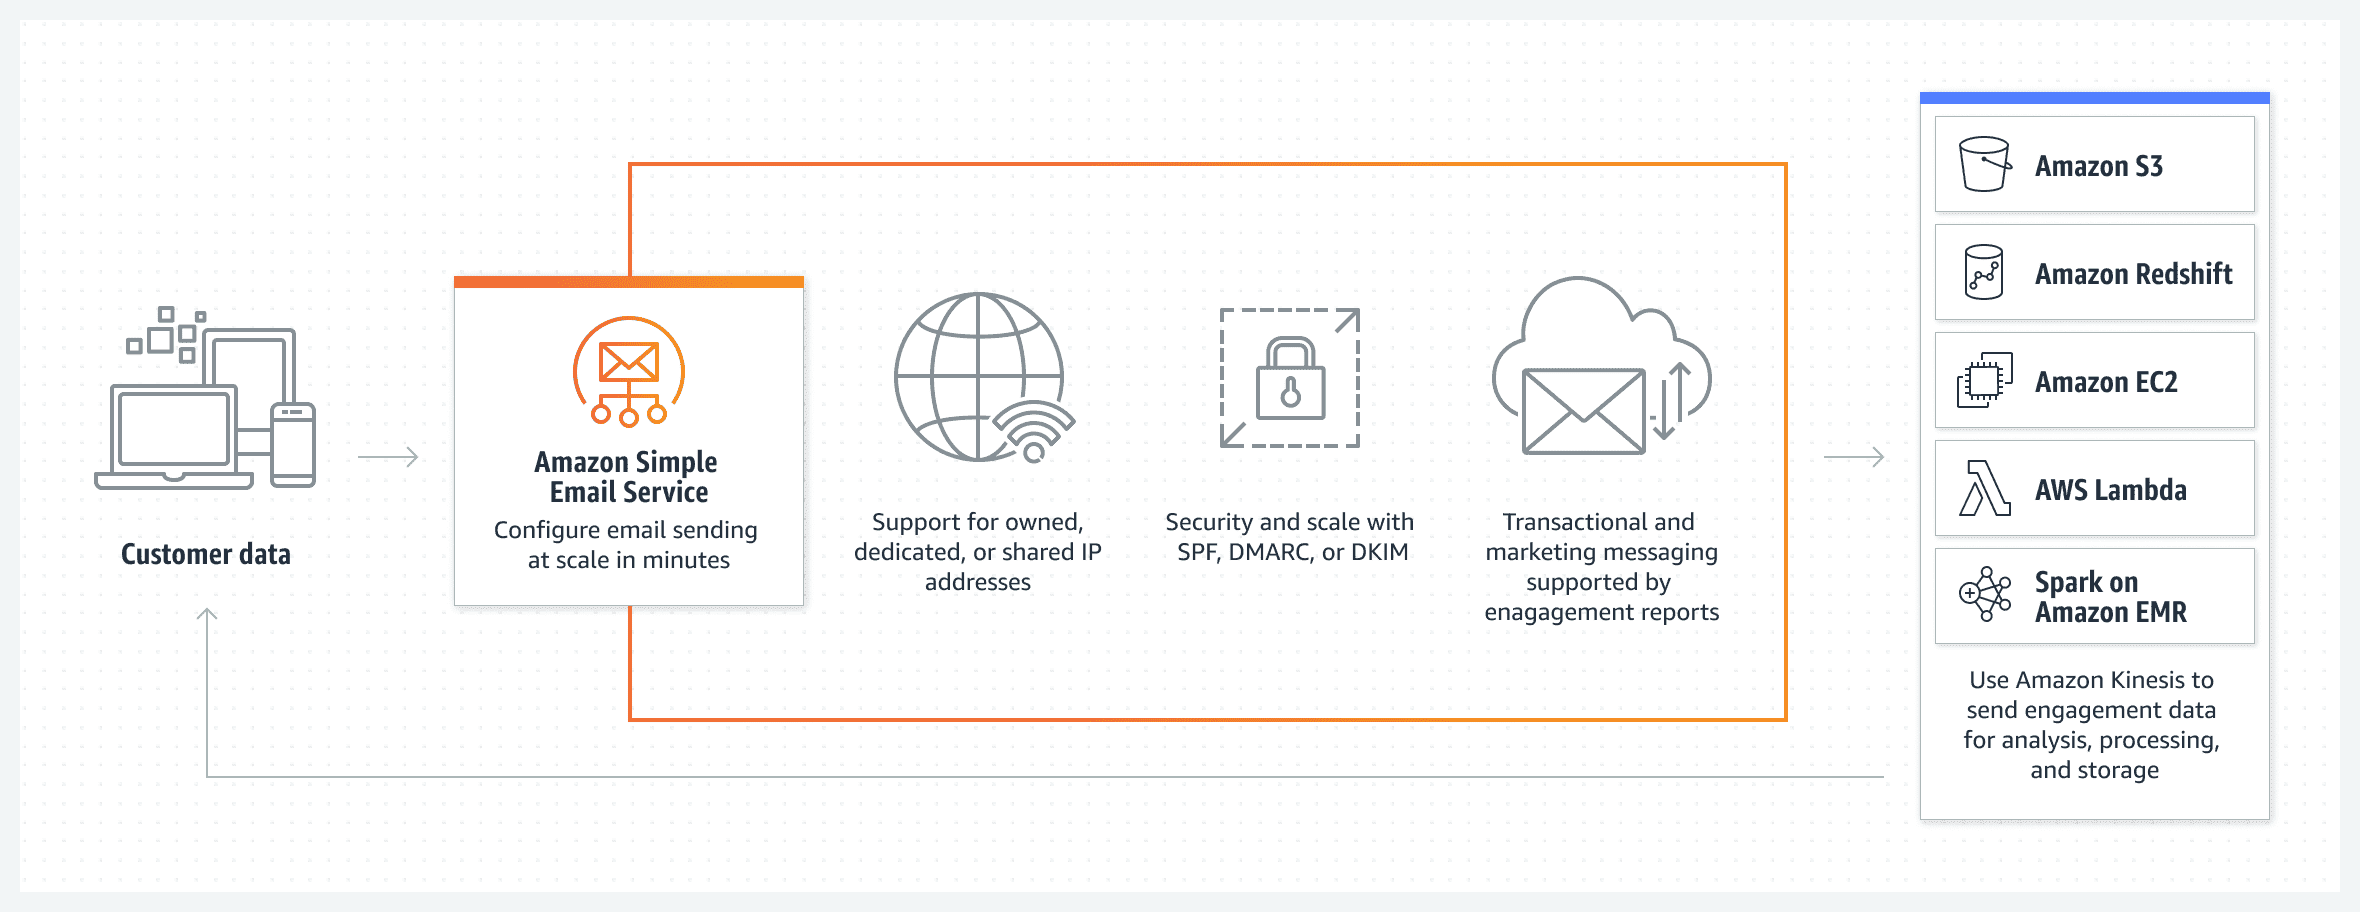 Customer data
Amazon Simple
Email Service
Configure email sending
at scale in minutes
Support for owned,
dedicated, or shared IP
addresses
Security and scale with
SPF, DMARC, or DKIM
Transactional and
marketing messaging
supported by
enagagement reports
Amazon S3
Amazon Redshift
Amazon EC2
AWS Lambda
Spark on
Amazon EMR
Use Amazon Kinesis to
send engagement data
for analysis, processing,
and storage